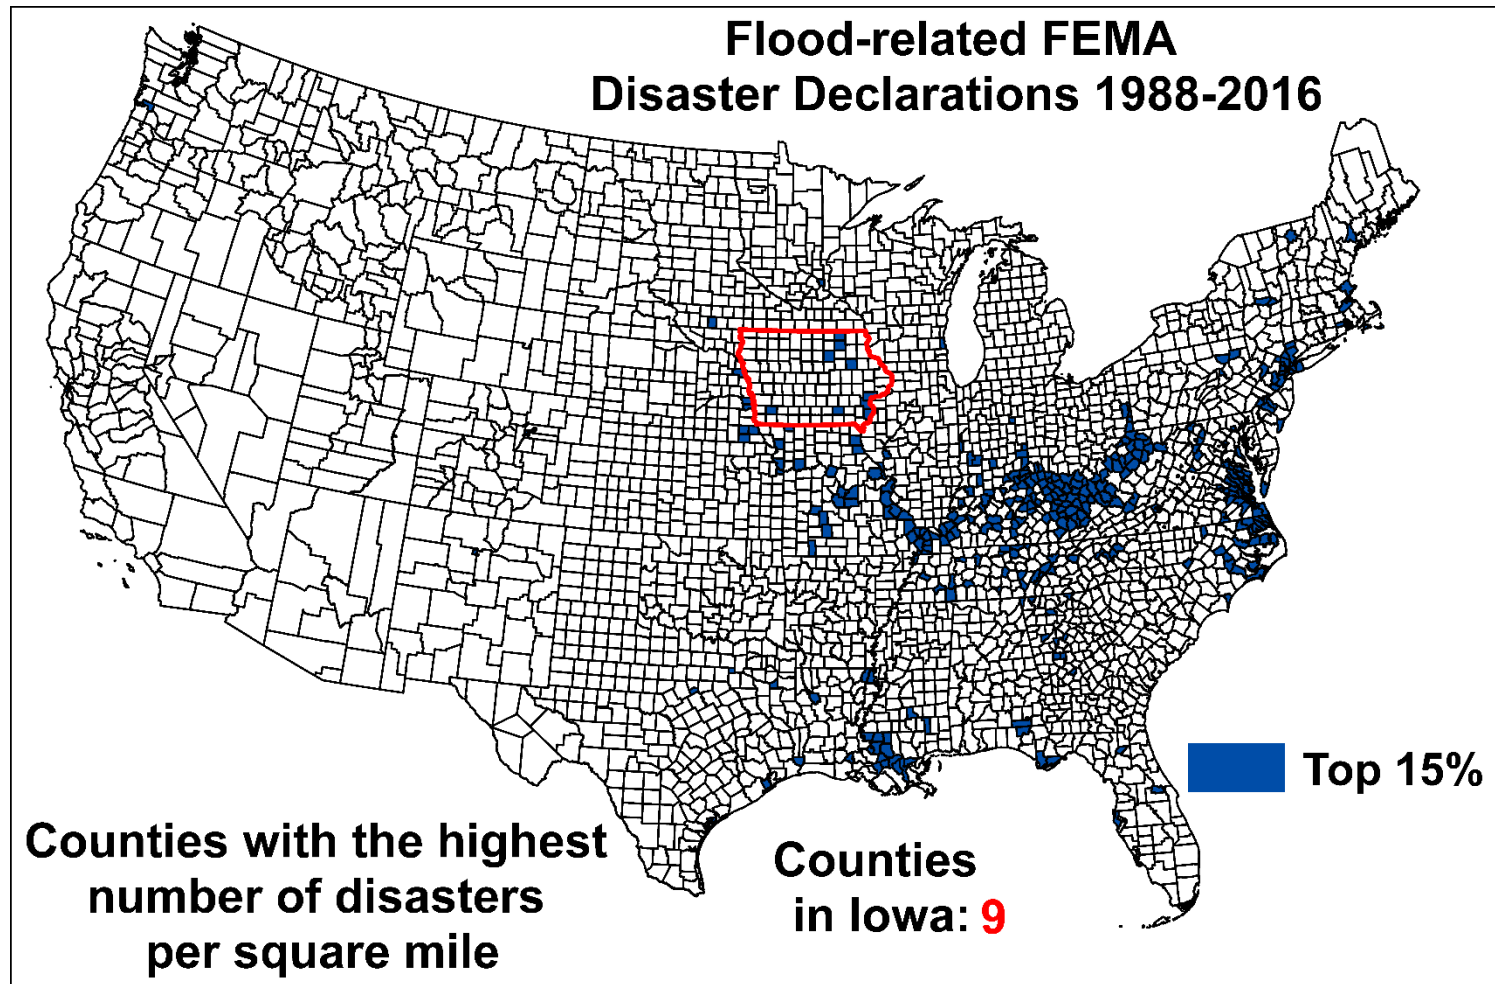 Flood-related FEMA
Disaster Declarations 1988-2016
Top 15%
Counties with the highest
number of disasters
per square mile
Counties
in Iowa: 9